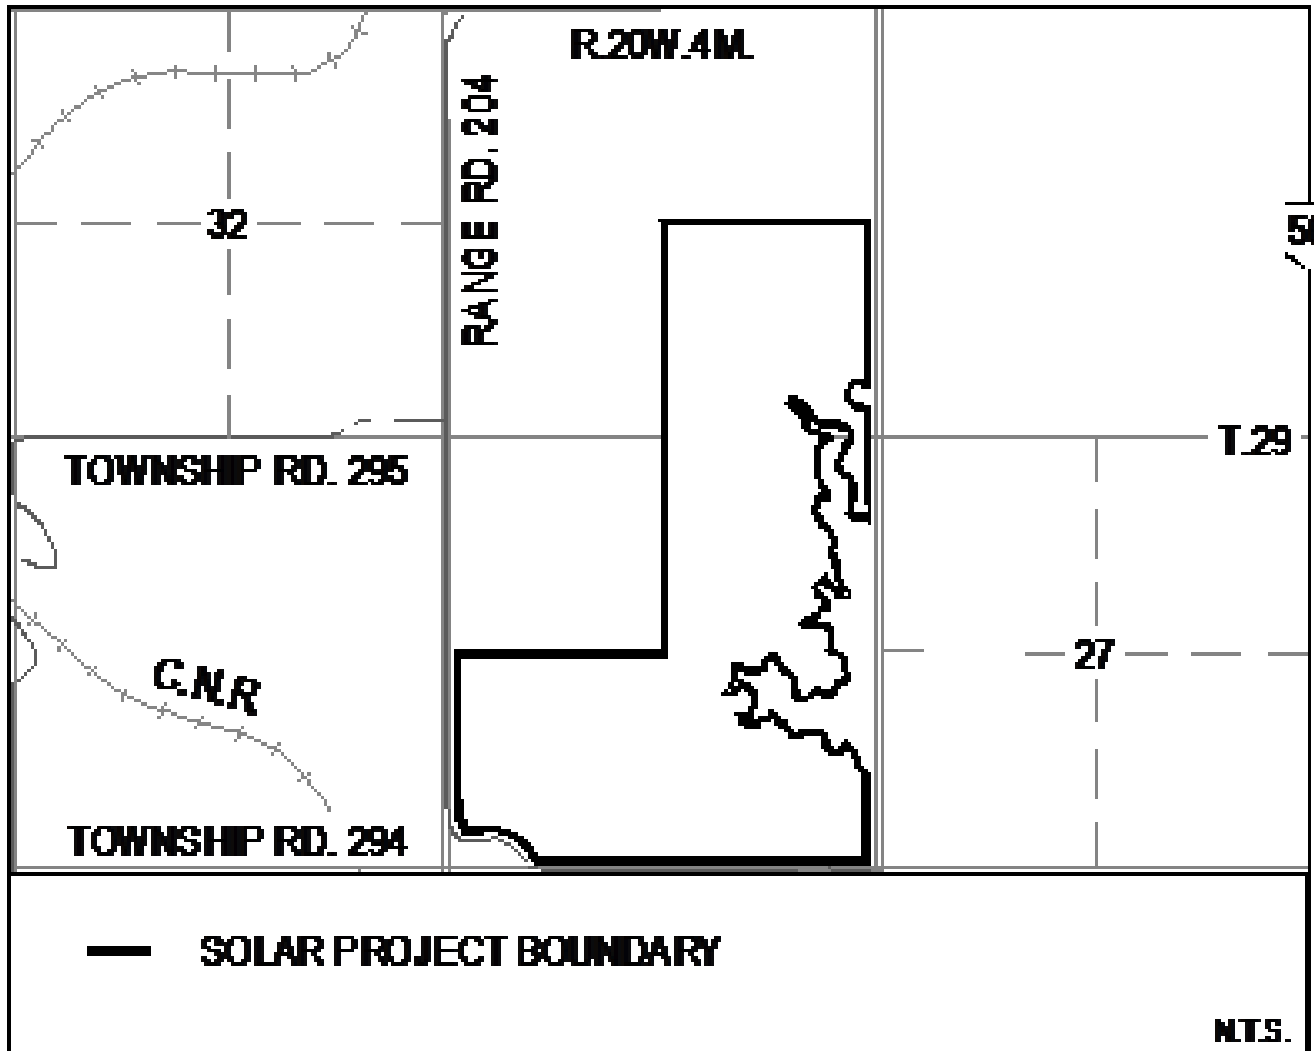 R.20W.4M.
RANGE RD. 204
32
T.29
TOWNSHIP RD. 295
27
C.N.R
TOWNSHIP RD. 294
SOLAR PROJECT BOUNDARY
N.T.S.